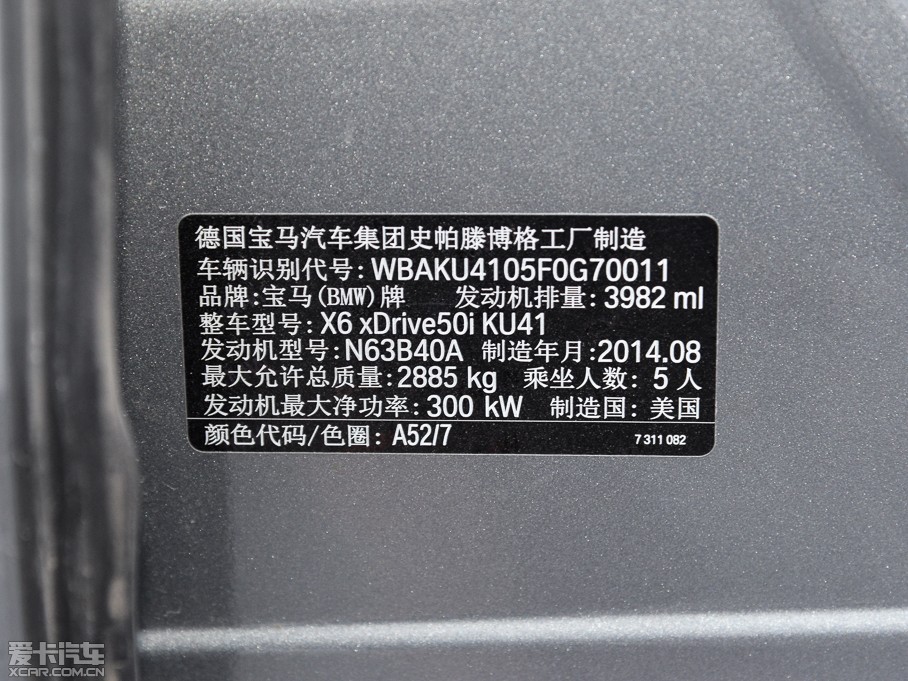 德国宝马汽车集团史帕滕博格工厂制造
车辆识别代号: WBAKU4105F0G70011
品牌:宝马(BMW)牌 发动机排量: 3982 ml
整车型号: X6 xDrive50i KU41
发动机型号:N63B40A 制造年月:2014.08
最大允许总质量:2885 kg 乘坐人数: 5 人
发动机最大净功率: 300 kW 制造国: 美国
颜色代码/色圈: A52/7 7 311 082
爱卡汽车
XCAR.COM.CN